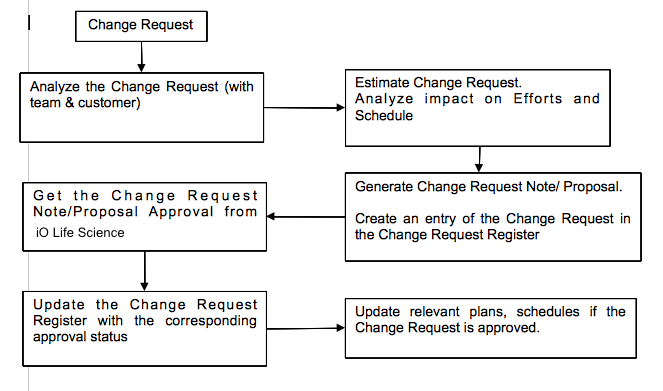 Change Request
Analyze the Change Request (with
team & customer)
Estimate Change Request.
Analyze impact on Efforts and
Schedule
Generate Change Request Note/ Proposal.
Create an entry of the Change Request in
the Change Request Register
Get the Change Request
Note/Proposal Approval from
iO Life Science
Update the Change Request
Register with the corresponding
approval status
Update relevant plans, schedules if the
Change Request is approved.